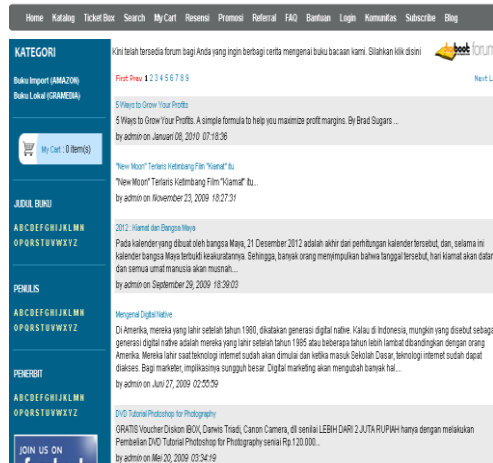 Home Katalog Ticket Box Search My Cart Resensi Promosi Referral FAQ Bantuan Login Komunitas Subscribe Blog
KATEGORI
Buku Import (AMAZON)
Buku Lokal (GRAMEDIA)
My Cart : 0 item(s)
JUDUL BUKU
A B C D E F G H I J K L M N
O P Q R S T U V W X Y Z
PENULIS
A B C D E F G H I J K L M N
O P Q R S T U V W X Y Z
PENERBIT
A B C D E F G H I J K L M N
O P Q R S T U V W X Y Z
JOIN US ON
Kini telah tersedia forum bagi Anda yang ingin berbagi cerita mengenai buku bacaan kami. Silahkan klik disini
forum
First Prev 1 2 3 4 5 6 7 8 9
Next L
5 Ways to Grow Your Profits
5 Ways to Grow Your Profits. A simple formula to help you maximize profit margins. By Brad Sugars ...
by admin on Januari 08, 2010 07:18:36
"New Moon" Terlaris Ketimbang Film "Kiamat" itu
"New Moon" Terlaris Ketimbang Film "Kiamat" itu...
by admin on November 23, 2009 18:27:31
2012 : Kiamat dan Bangsa Maya
Pada kalender yang dibuat oleh bangsa Maya, 21 Desember 2012 adalah akhir dari perhitungan kalender tersebut, dan, selama ini
kalender bangsa Maya terbukti keakuratannya. Sehingga, banyak orang menyimpulkan bahwa tanggal tersebut, hari kiamat akan datan
dan semua umat manusia akan musnah....
by admin on September 29, 2009 18:39:03
Mengenal Digital Native
Di Amerika, mereka yang lahir setelah tahun 1980, dikatakan generasi digital native. Kalau di Indonesia, mungkin yang disebut sebaga
generasi digital native adalah mereka yang lahir setelah tahun 1985 atau beberapa tahun lebih lambat dibandingkan dengan orang
Amerika. Mereka lahir saat teknologi internet sudah akan dimulai dan ketika masuk Sekolah Dasar, teknologi internet sudah dapat
diakses. Bagi marketer, implikasinya sungguh besar. Digital marketing akan mengubah banyak hal....
by admin on Juni 27, 2009 02:55:59
DVD Tutorial Photoshop for Photography
GRATIS Voucher Diskon IBOX, Darwis Triadi, Canon Camera, dll senilai LEBIH DARI 2 JUTA RUPIAH hanya dengan melakukan
Pembelian DVD Tutorial Photoshop for Photography seniai Rp.120.000...
by admin on Mei 20, 2009 03:34:19